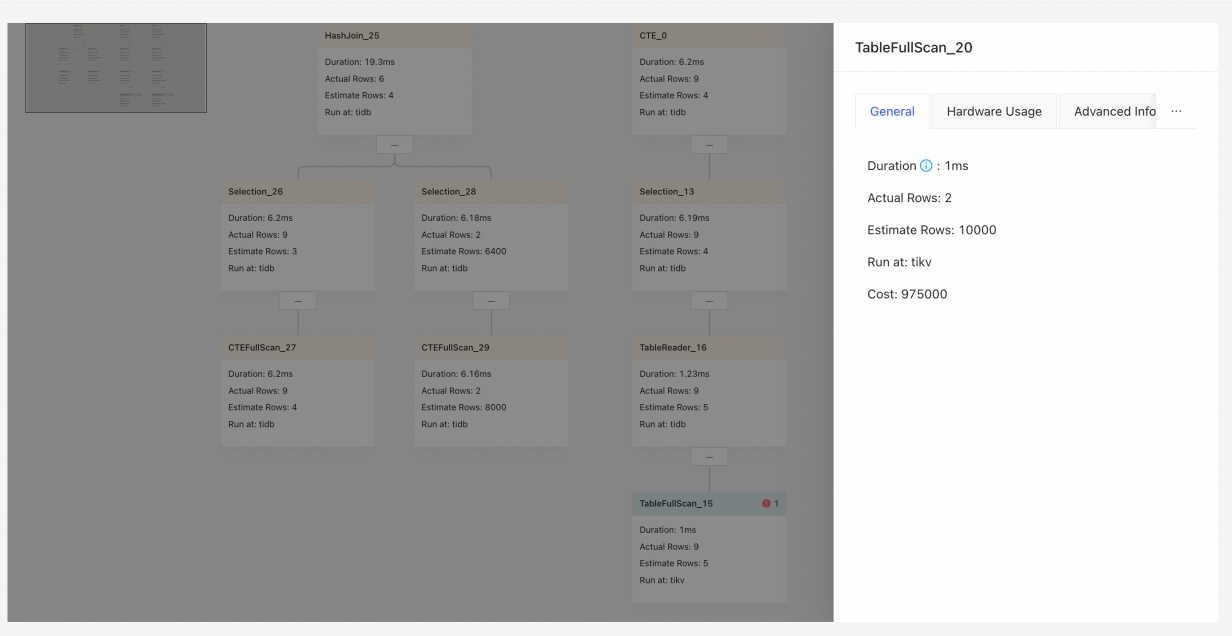 HashJoin_25
Duration: 19.3ms
Actual Rows: 6
Estimate Rows: 4
Run at: tidb
CTE_0
Duration: 6.2ms
Actual Rows: 9
Estimate Rows: 4
Run at: tidb
Selection_26
Duration: 6.2ms
Actual Rows: 9
Estimate Rows: 3
Run at: tidb
Selection_28
Duration: 6.18ms
Actual Rows: 2
Estimate Rows: 6400
Run at: tidb
Selection_13
Duration: 6.19ms
Actual Rows: 9
Estimate Rows: 4
Run at: tidb
CTEFullScan_27
Duration: 6.2ms
Actual Rows: 9
Estimate Rows: 4
Run at: tidb
CTEFullScan_29
Duration: 6.16ms
Actual Rows: 2
Estimate Rows: 8000
Run at: tidb
TableReader_16
Duration: 1.23ms
Actual Rows: 9
Estimate Rows: 5
Run at: tidb
TableFullScan_15 1
Duration: 1ms
Actual Rows: 9
Estimate Rows: 5
Run at: tikv
TableFullScan_20
General Hardware Usage Advanced Info ···
Duration ⓘ : 1ms
Actual Rows: 2
Estimate Rows: 10000
Run at: tikv
Cost: 975000